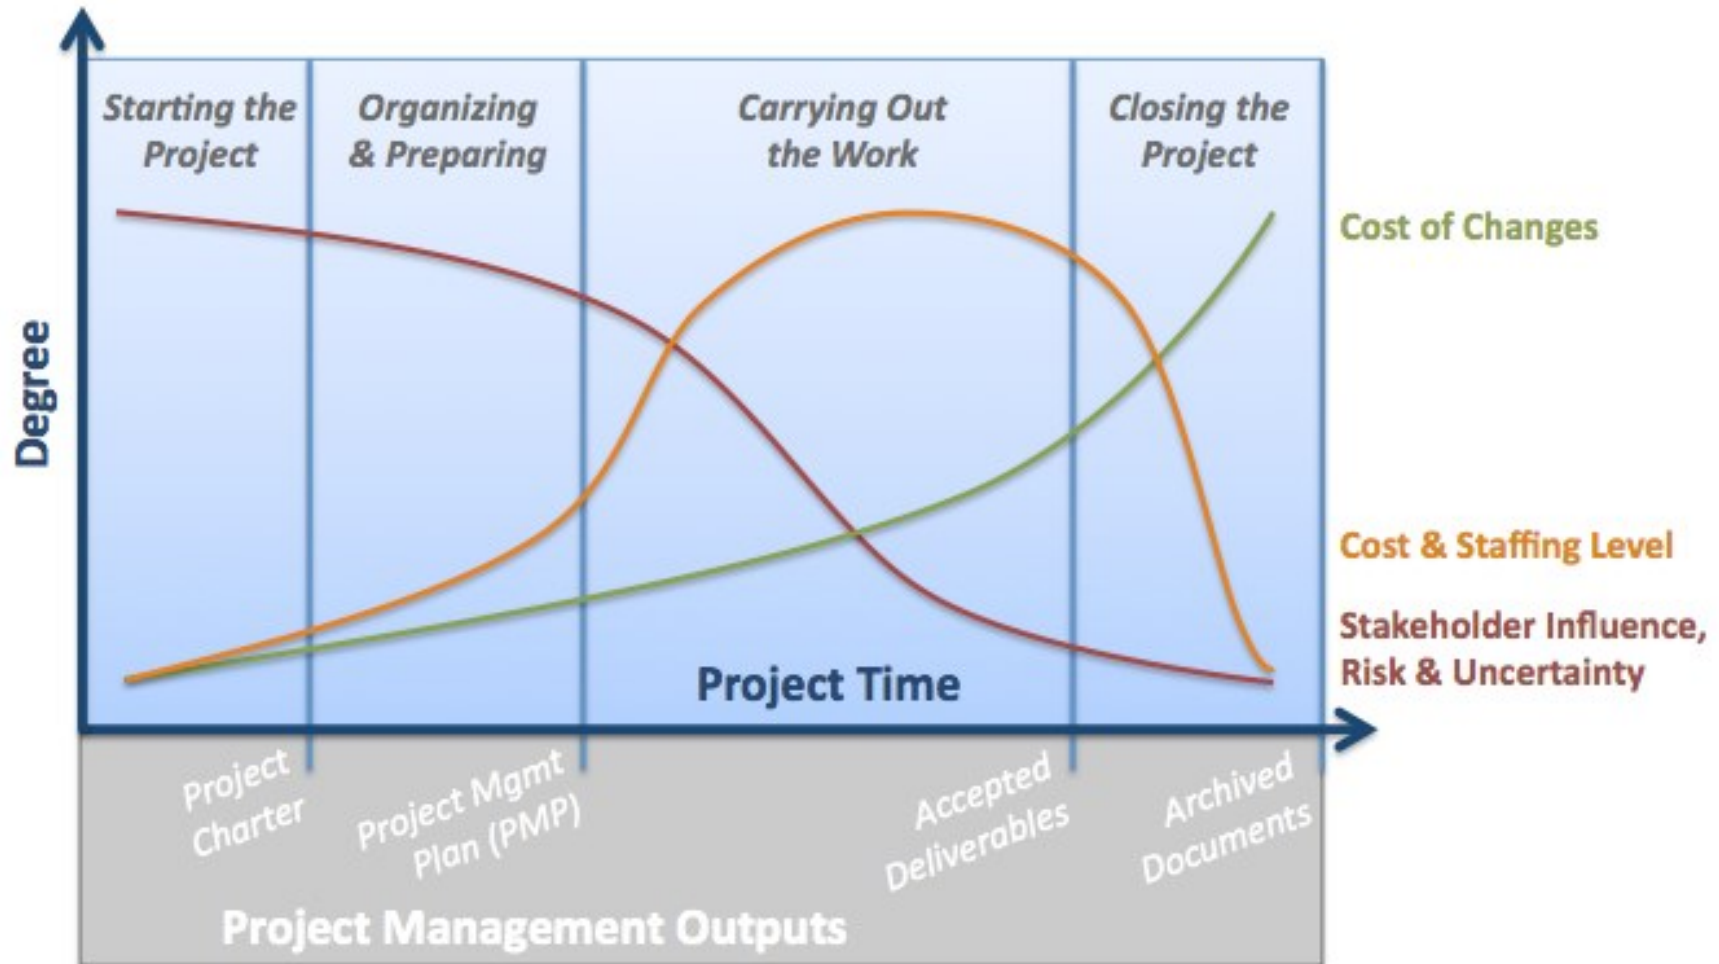 Starting the
Project
Organizing
& Preparing
Carrying Out
the Work
Closing the
Project
Degree
Cost of Changes
Cost & Staffing Level
Stakeholder Influence,
Risk & Uncertainty
Project Time
Project
Charter
Project Mgmt
Plan (PMP)
Accepted
Deliverables
Archived
Documents
Project Management Outputs